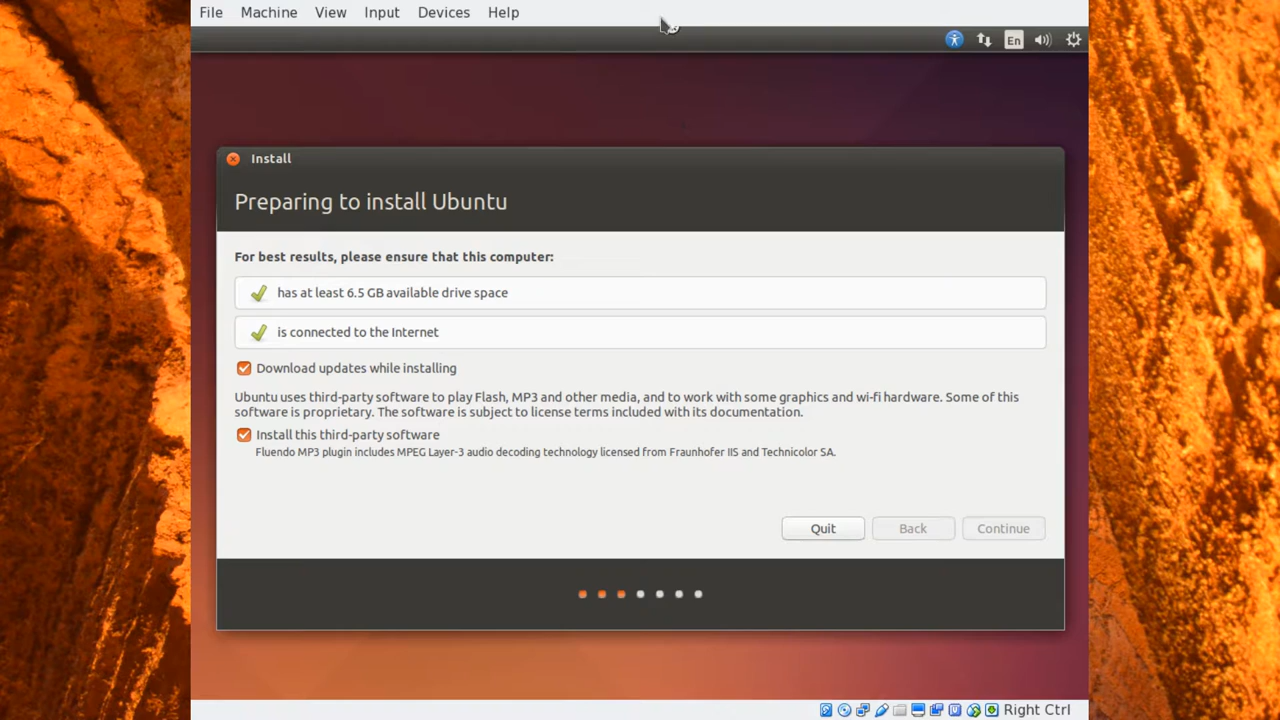 File Machine View Input Devices Help
En
Install
Preparing to install Ubuntu
For best results, please ensure that this computer:
has at least 6.5 GB available drive space
is connected to the Internet
Download updates while installing
Ubuntu uses third-party software to play Flash, MP3 and other media, and to work with some graphics and wi-fi hardware. Some of this
software is proprietary. The software is subject to license terms included with its documentation.
Install this third-party software
Fluendo MP3 plugin includes MPEG Layer-3 audio decoding technology licensed from Fraunhofer IIS and Technicolor SA.
Quit Back Continue
Right Ctrl